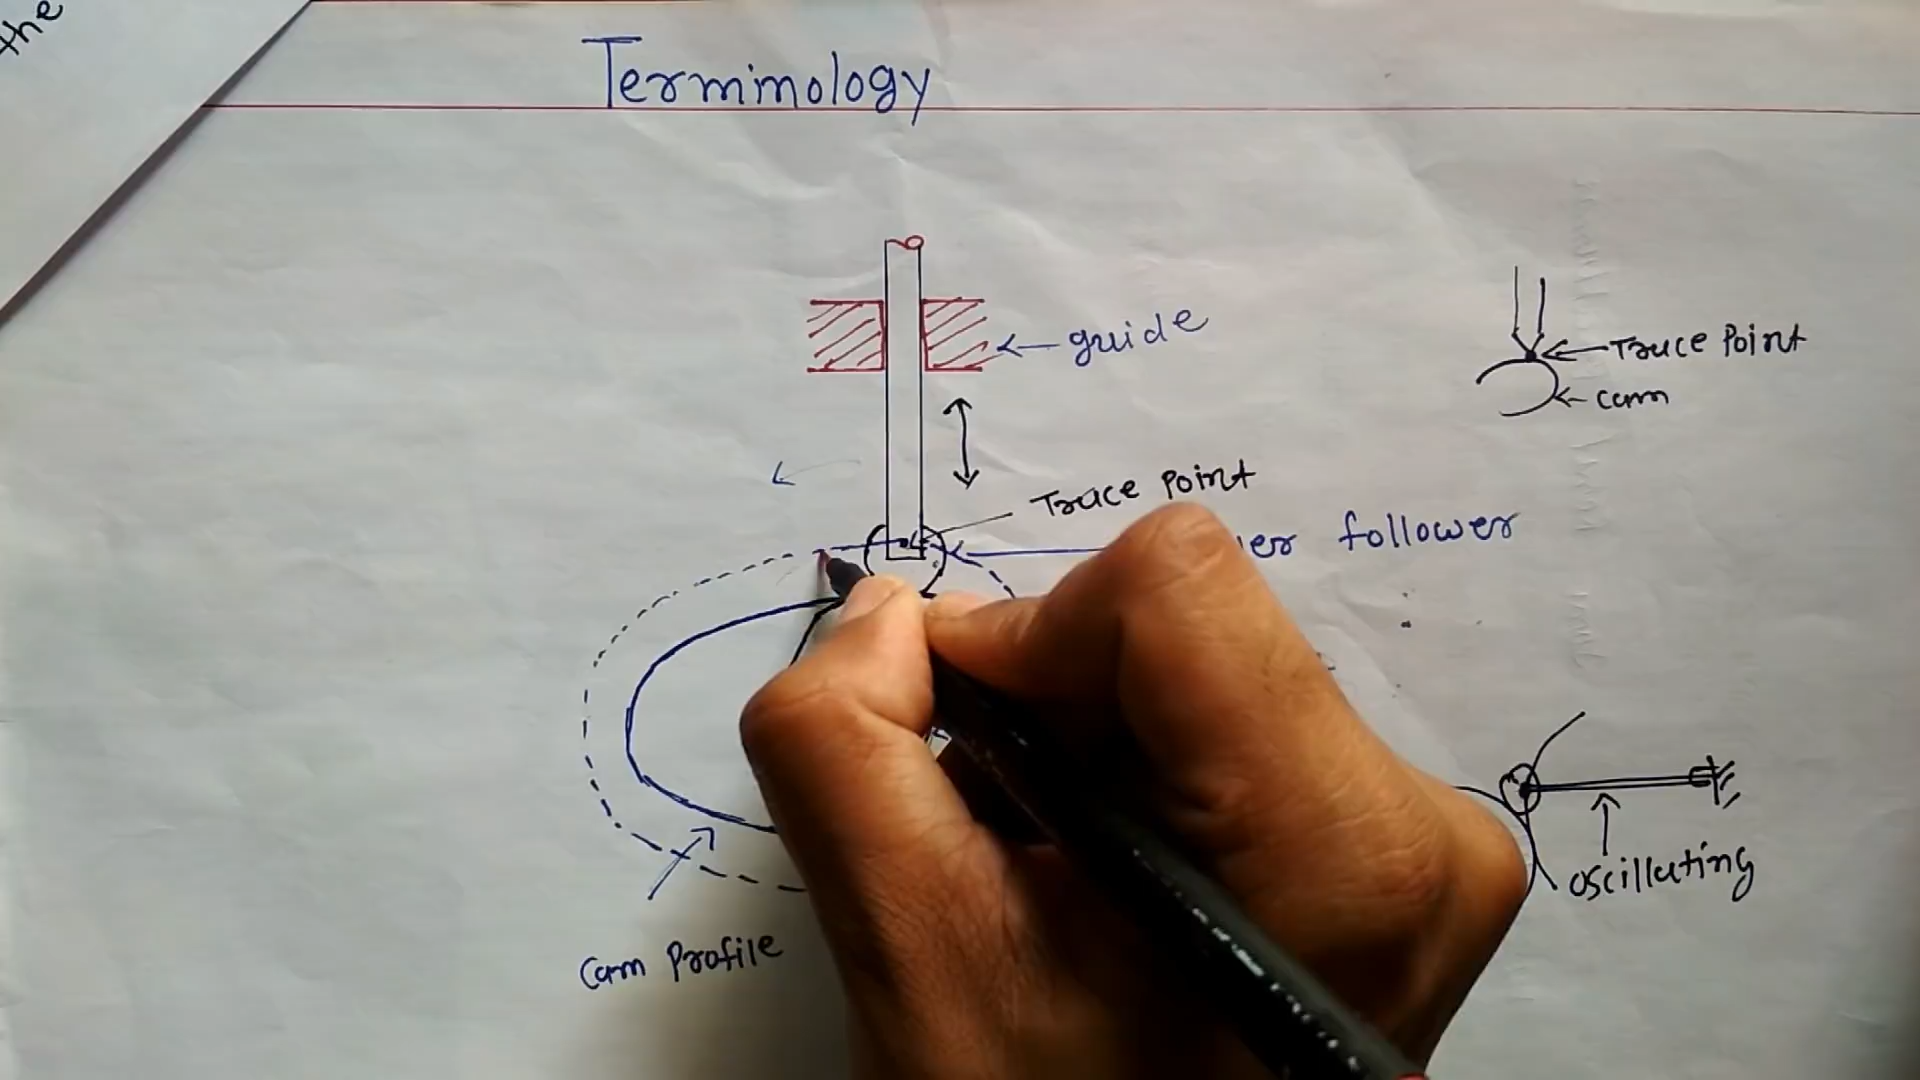 the
Terminology
guide
Trace Point
cam
Trace Point
follower
oscillating
Cam Profile